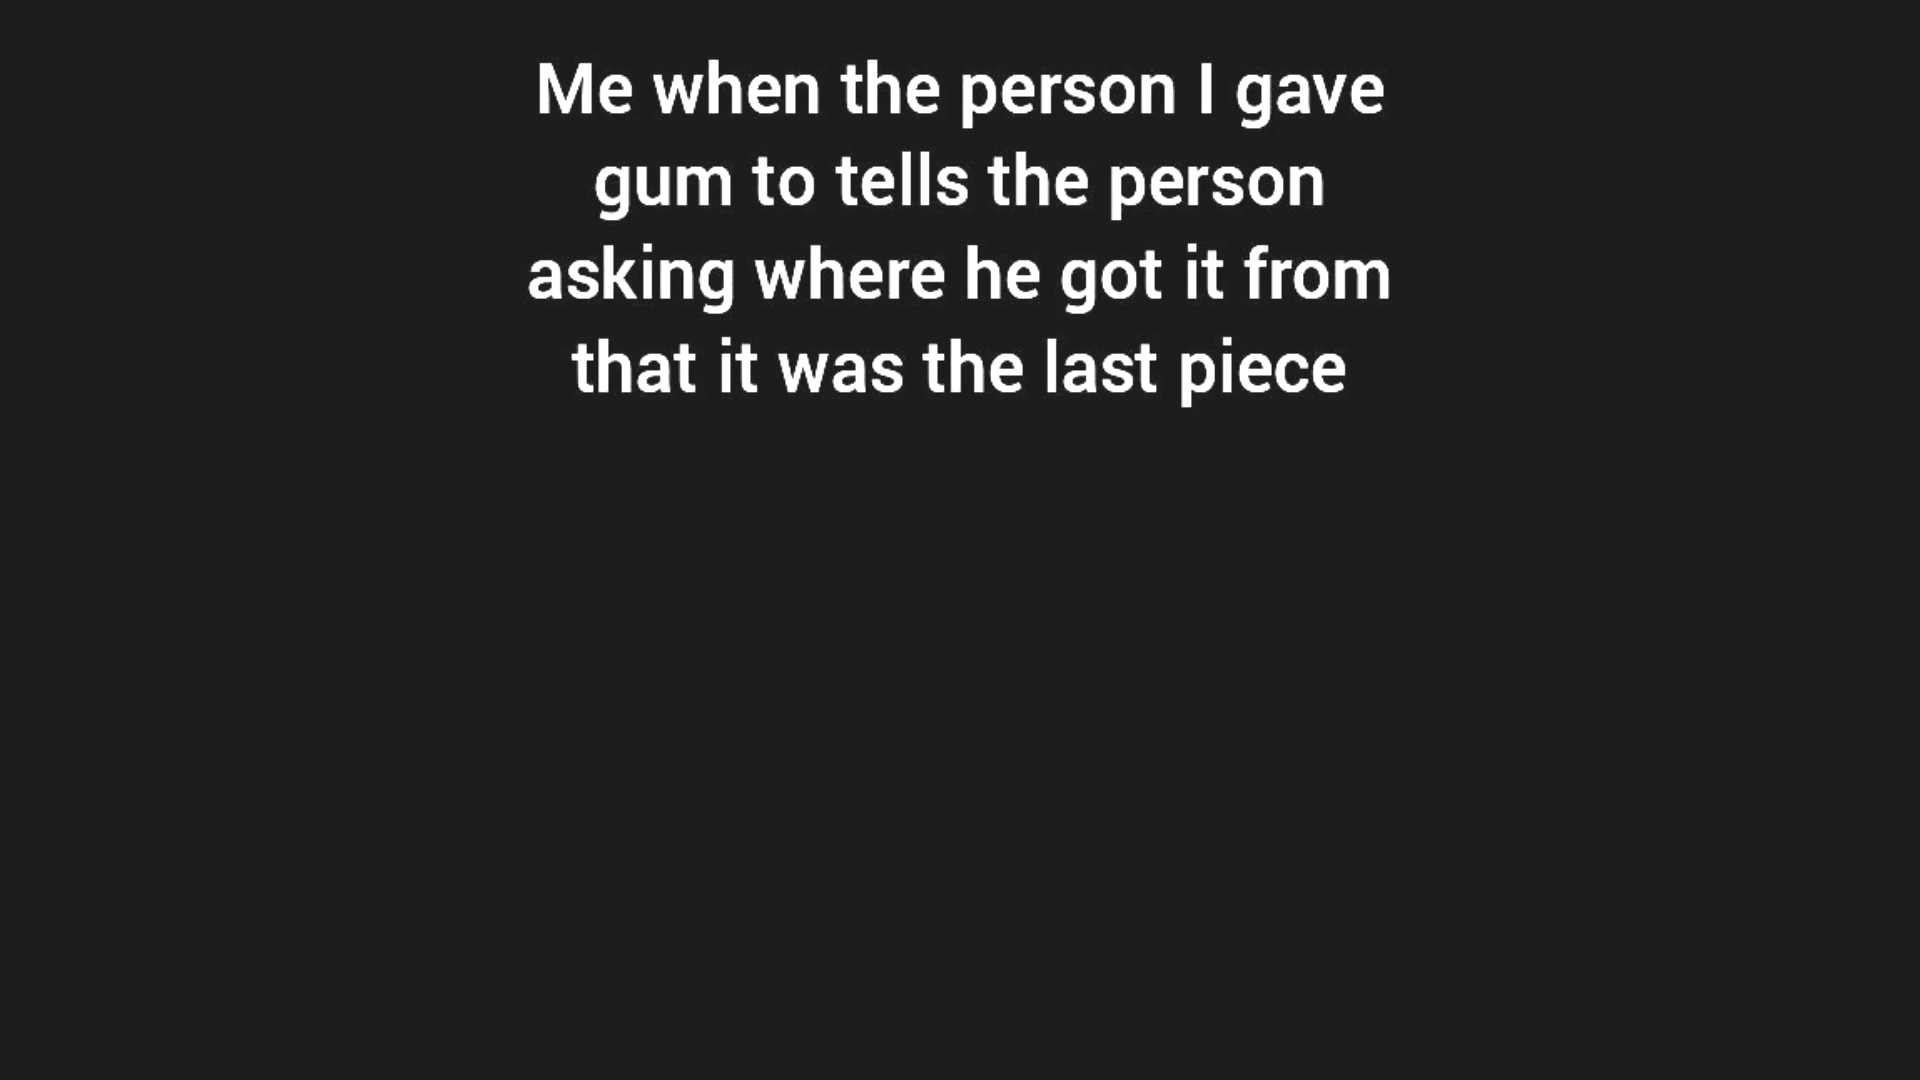 Me when the person I gave
gum to tells the person
asking where he got it from
that it was the last piece